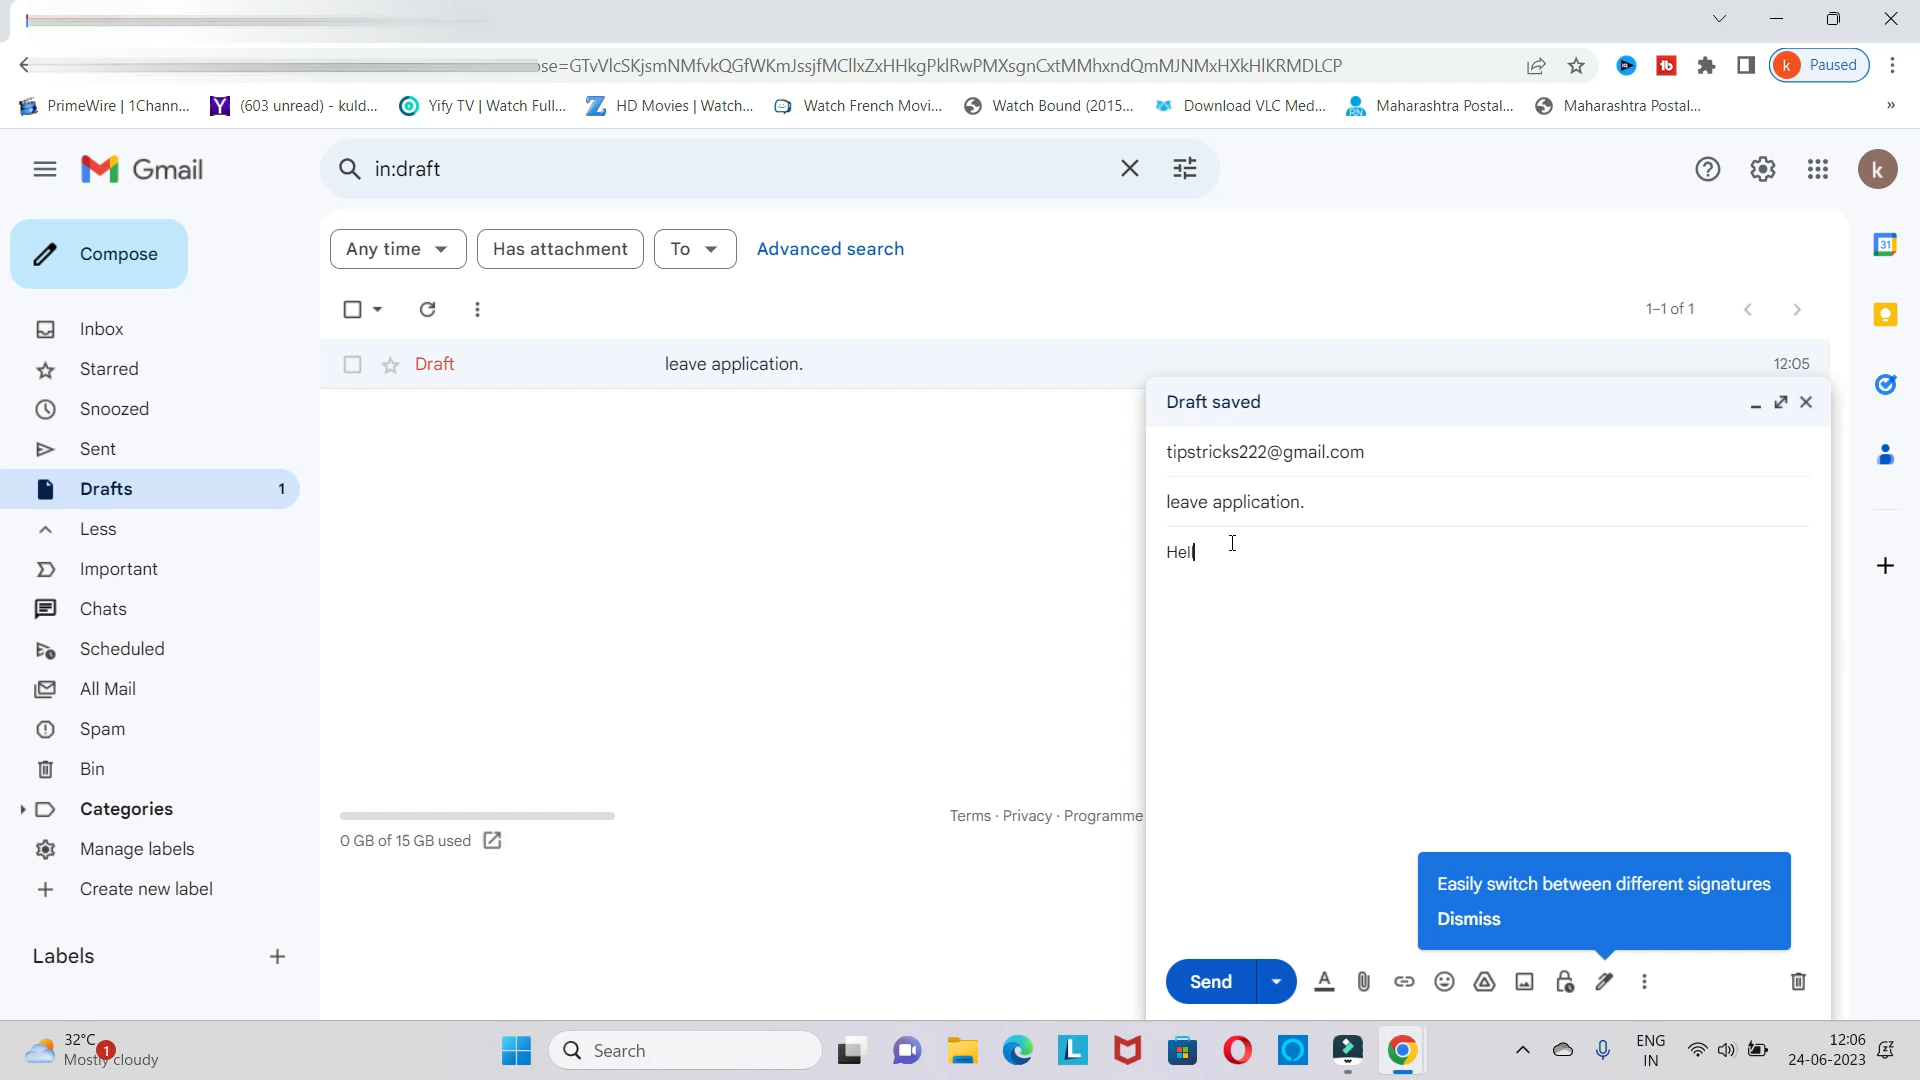 ose=GTvVlcSKjsmNMfvkQGfWKmJssjfMCllxZxHHkgPklRwPMXsgnCxtMMhxndQmMJNMxHXkHlKRMDLCP
k Paused
PrimeWire | 1Chann... (603 unread) - kuld... Yify TV | Watch Full... HD Movies | Watch... Watch French Movi... Watch Bound (2015... Download VLC Med... Maharashtra Postal... Maharashtra Postal... »
Gmail
in:draft
k
Compose
Any time
Has attachment
To
Advanced search
31
Inbox
Starred
Snoozed
Sent
Drafts 1
Less
Important
Chats
Scheduled
All Mail
Spam
Bin
Categories
Manage labels
Create new label
Labels
1–1 of 1
Draft leave application. 12:05
Draft saved
tipstricks222@gmail.com
leave application.
Hell
0 GB of 15 GB used
Terms · Privacy · Programme
Easily switch between different signatures
Dismiss
Send
32°C
Mostly cloudy
1
Search
ENG
IN
12:06
24-06-2023